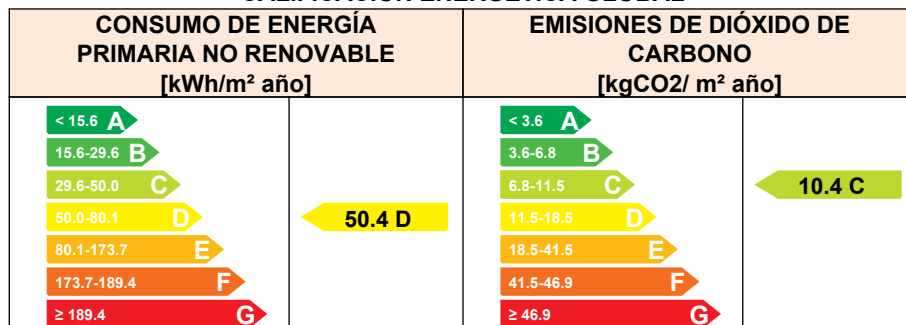 CONSUMO DE ENERGÍA
PRIMARIA NO RENOVABLE
[kWh/m² año]
EMISIONES DE DIÓXIDO DE
CARBONO
[kgCO2/ m² año]
< 15.6 A
15.6-29.6 B
29.6-50.0 C
50.0-80.1 D
80.1-173.7 E
173.7-189.4 F
≥ 189.4 G
50.4 D
< 3.6 A
3.6-6.8 B
6.8-11.5 C
11.5-18.5 D
18.5-41.5 E
41.5-46.9 F
≥ 46.9 G
10.4 C